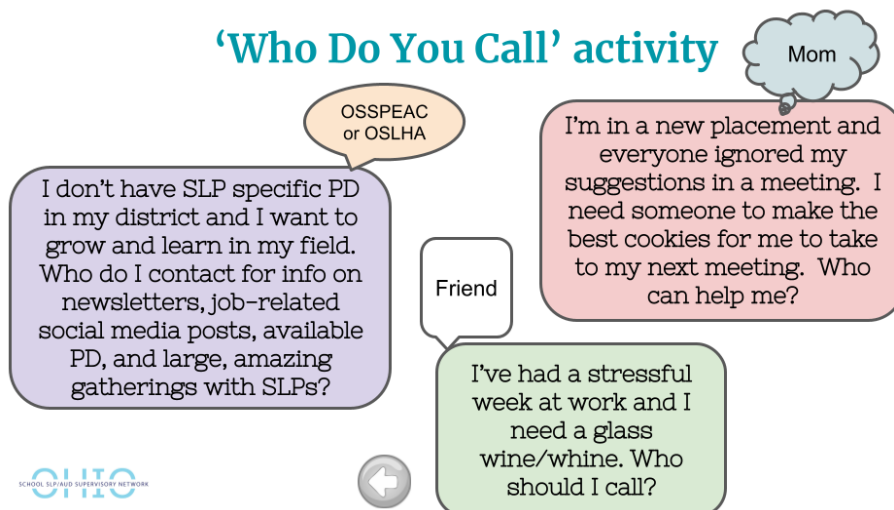 ‘Who Do You Call’ activity
Mom
OSSPEAC
or OSLHA
I'm in a new placement and
everyone ignored my
suggestions in a meeting.  I
need someone to make the
best cookies for me to take
to my next meeting.  Who
can help me?
I don't have SLP specific PD
in my district and I want to
grow and learn in my field.
Who do I contact for info on
newsletters, job-related
social media posts, available
PD, and large, amazing
gatherings with SLPs?
Friend
I've had a stressful
week at work and I
need a glass
wine/whine. Who
should I call?
OHIO
SCHOOL SLP/AUD SUPERVISORY NETWORK